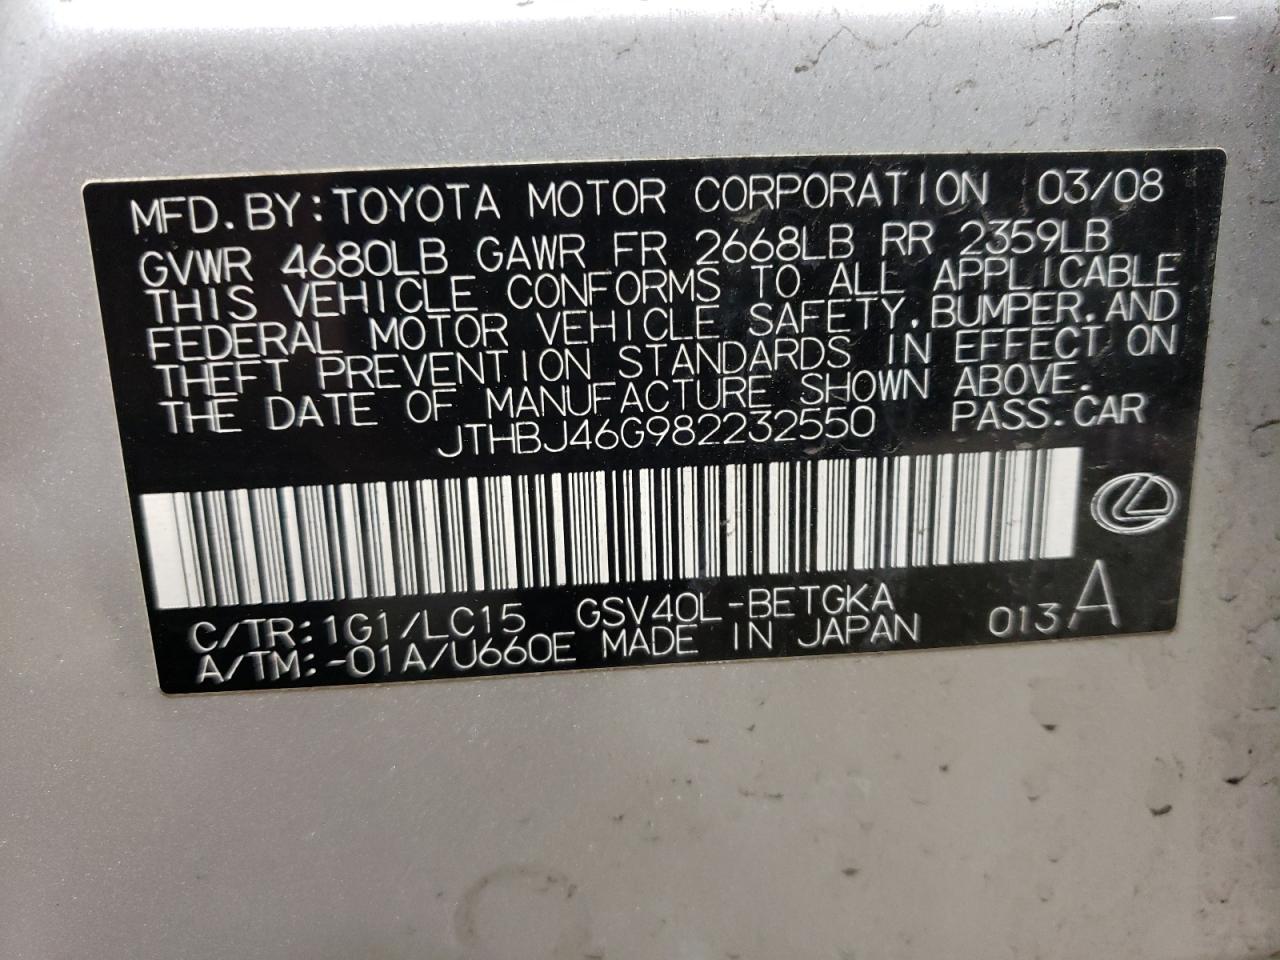 MFD.BY:TOYOTA MOTOR CORPORATION 03/08
GVWR 4680LB GAWR FR 2668LB RR 2359LB
THIS VEHICLE CONFORMS TO ALL APPLICABLE
FEDERAL MOTOR VEHICLE SAFETY,BUMPER,AND
THEFT PREVENTION STANDARDS IN EFFECT ON
THE DATE OF MANUFACTURE SHOWN ABOVE.
JTHBJ46G982232550 PASS.CAR
C/TR:1G1/LC15 GSV40L-BETGKA
A/TM:-01A/U660E MADE IN JAPAN 013A